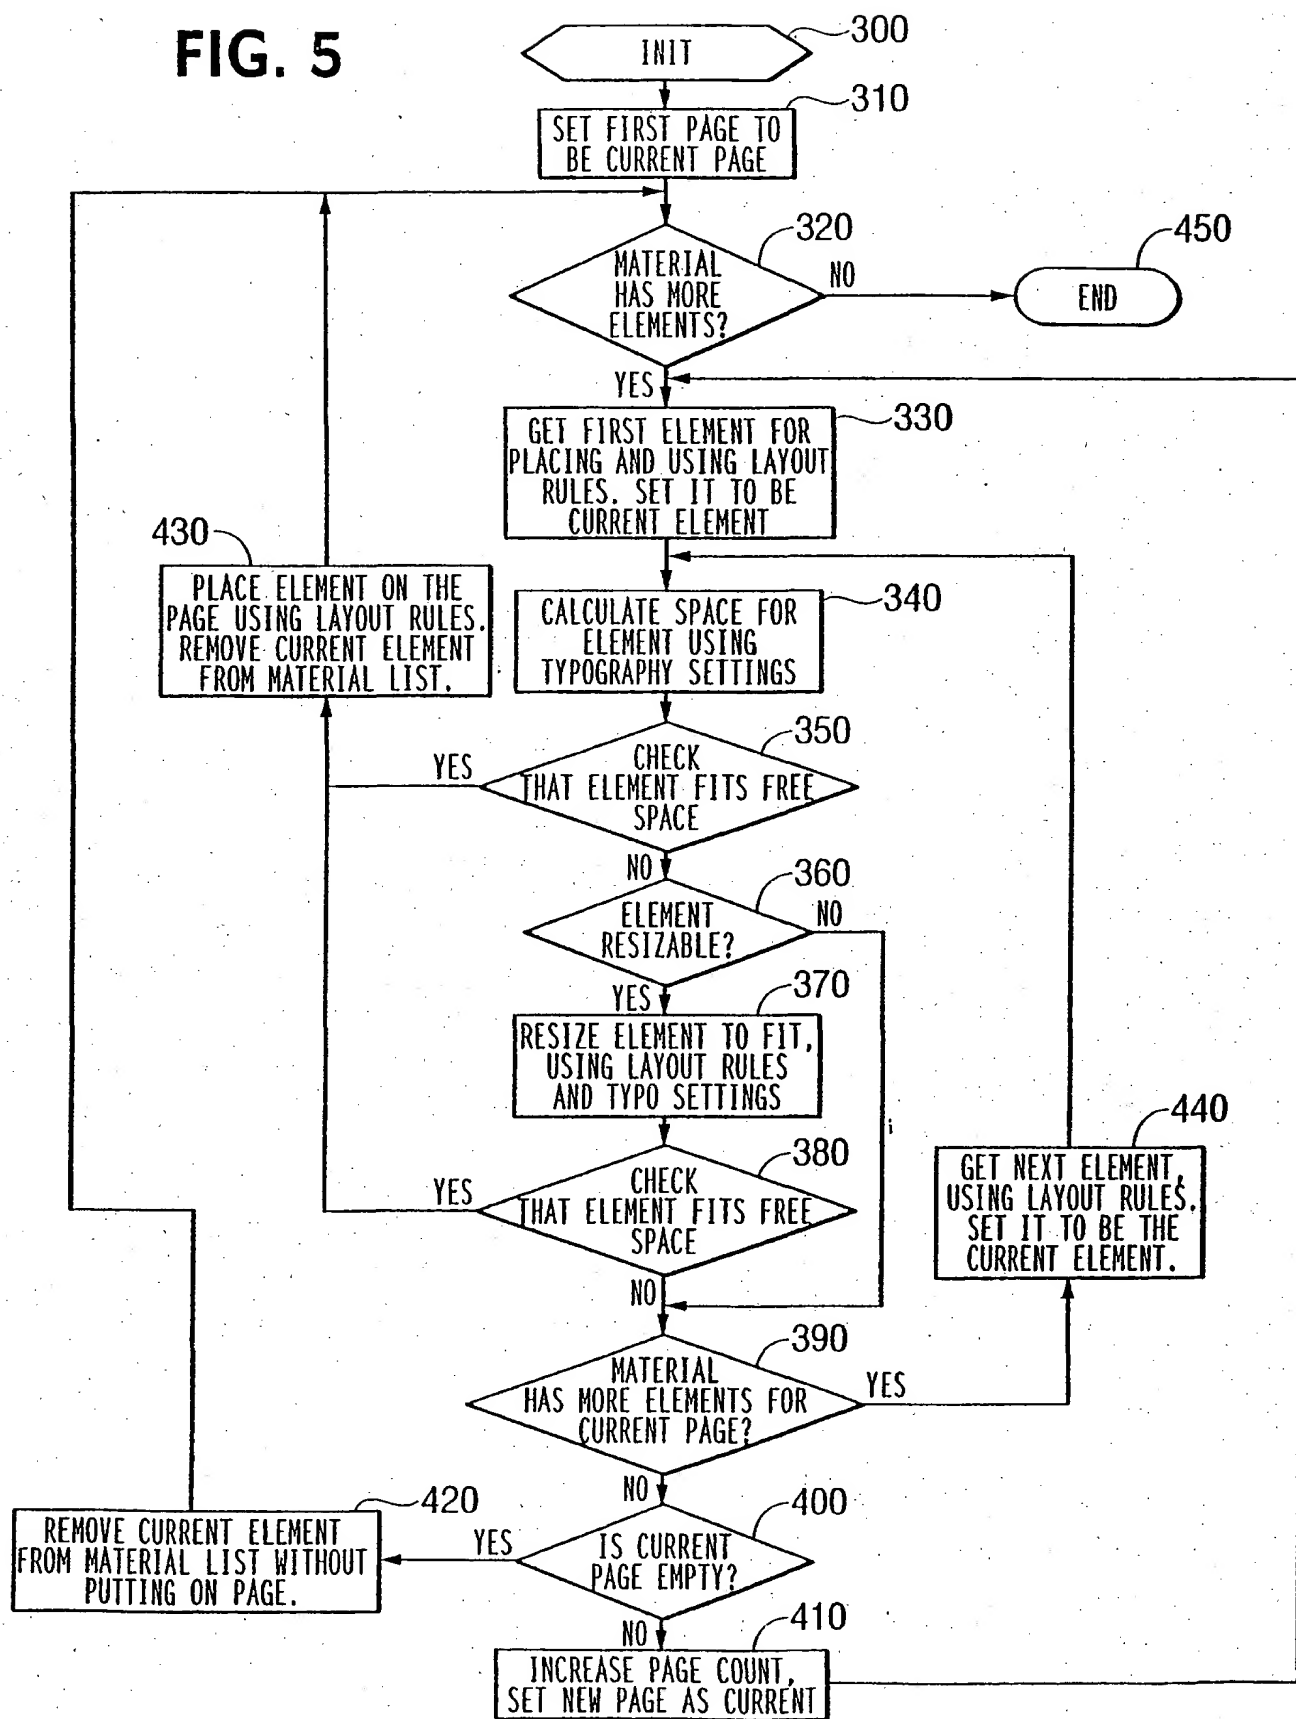 FIG. 5
INIT
300
310
SET FIRST PAGE TO
BE CURRENT PAGE
320
MATERIAL
HAS MORE
ELEMENTS?
NO
450
END
YES
330
GET FIRST ELEMENT FOR
PLACING AND USING LAYOUT
RULES. SET IT TO BE
CURRENT ELEMENT
430
PLACE ELEMENT ON THE
PAGE USING LAYOUT RULES.
REMOVE CURRENT ELEMENT
FROM MATERIAL LIST.
340
CALCULATE SPACE FOR
ELEMENT USING
TYPOGRAPHY SETTINGS
350
CHECK
THAT ELEMENT FITS FREE
SPACE
YES
NO
360
ELEMENT
RESIZABLE?
NO
YES
370
RESIZE ELEMENT TO FIT,
USING LAYOUT RULES
AND TYPO SETTINGS
380
CHECK
THAT ELEMENT FITS FREE
SPACE
YES
NO
440
GET NEXT ELEMENT,
USING LAYOUT RULES.
SET IT TO BE THE
CURRENT ELEMENT.
390
MATERIAL
HAS MORE ELEMENTS FOR
CURRENT PAGE?
YES
NO
400
IS CURRENT
PAGE EMPTY?
YES
420
REMOVE CURRENT ELEMENT
FROM MATERIAL LIST WITHOUT
PUTTING ON PAGE.
NO
410
INCREASE PAGE COUNT,
SET NEW PAGE AS CURRENT